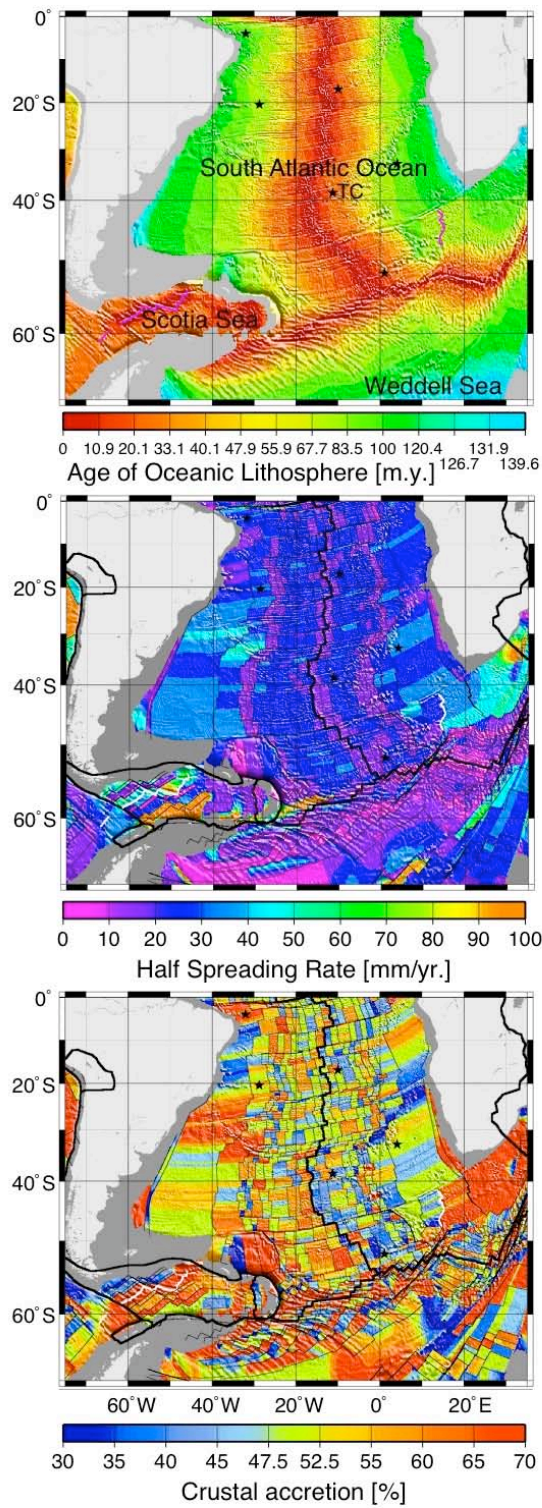 0°
20°S
South Atlantic Ocean
TC
40°S
Scotia Sea
60°S
Weddell Sea
0 10.9 20.1 33.1 40.1 47.9 55.9 67.7 83.5 100 120.4 126.7 131.9 139.6
Age of Oceanic Lithosphere [m.y.]
0°
20°S
40°S
60°S
0 10 20 30 40 50 60 70 80 90 100
Half Spreading Rate [mm/yr.]
0°
20°S
40°S
60°S
60°W 40°W 20°W 0° 20°E
30 35 40 45 47.5 52.5 55 60 65 70
Crustal accretion [%]